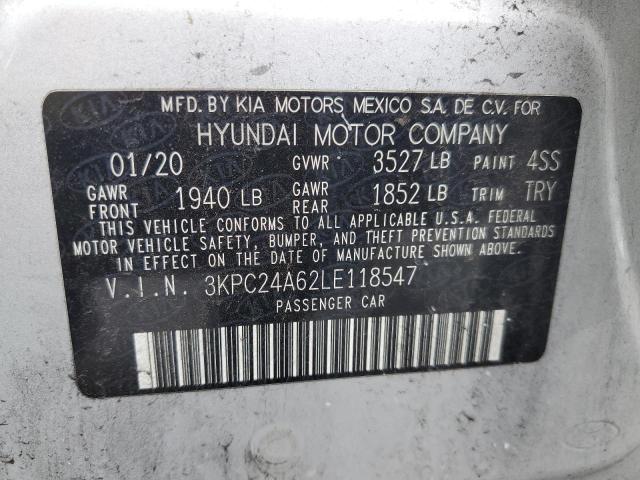 MFD. BY KIA MOTORS MEXICO S.A. DE C.V. FOR
HYUNDAI MOTOR COMPANY
01/20 GVWR 3527 LB PAINT 4SS
GAWR FRONT 1940 LB GAWR REAR 1852 LB TRIM TRY
THIS VEHICLE CONFORMS TO ALL APPLICABLE U.S.A. FEDERAL
MOTOR VEHICLE SAFETY, BUMPER, AND THEFT PREVENTION STANDARDS
IN EFFECT ON THE DATE OF MANUFACTURE SHOWN ABOVE.
V.I.N. 3KPC24A62LE118547
PASSENGER CAR
KIA